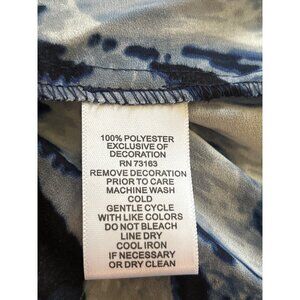 100% POLYESTER
EXCLUSIVE OF
DECORATION
RN 73163
REMOVE DECORATION
PRIOR TO CARE
MACHINE WASH
COLD
GENTLE CYCLE
WITH LIKE COLORS
DO NOT BLEACH
LINE DRY
COOL IRON
IF NECESSARY
OR DRY CLEAN